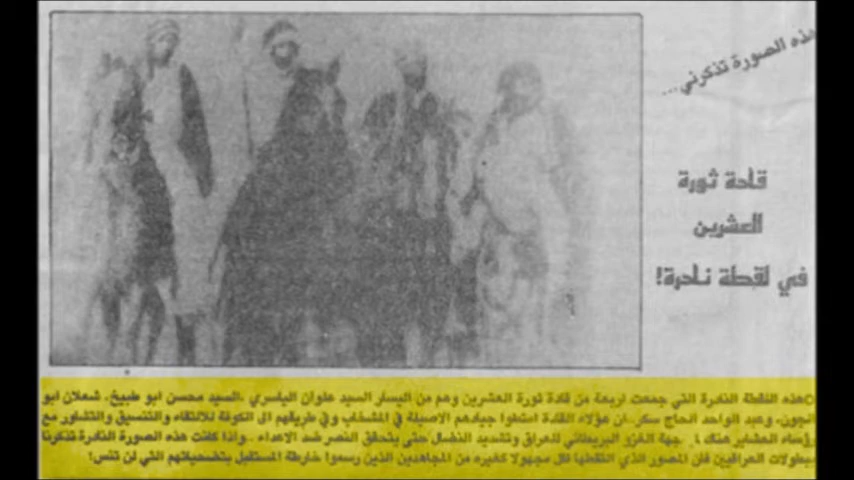 هذه الصورة تذكرني...
قادة ثورة
العشرين
في لقطة نادرة!
هذه اللقطة النادرة التي جمعت اربعة من قادة ثورة العشرين وهم من اليسار السيد علوان الياسري .السيد محسن ابو طبيخ، شعلان ابو
الجون، وعبد الواحد الحاج سكر. ان هؤلاء القادة امتطوا جيادهم الاصيلة في المشخاب وفي طريقهم الى الكوفة للالتقاء والتنسيق والتشاور مع
رؤساء العشاير هناك جهة الغزو البريطاني للعراق وتشديد النضال حتى يتحقق النصر ضد الاعداء .. واذا كانت هذه الصورة النادرة تذكرنا
ببطولات العراقيين فان المصور الذي التقطها ظل مجهولا كغيره من المجاهدين الذين رسموا خارطة المستقبل بتضحياتهم التي لن تنس!